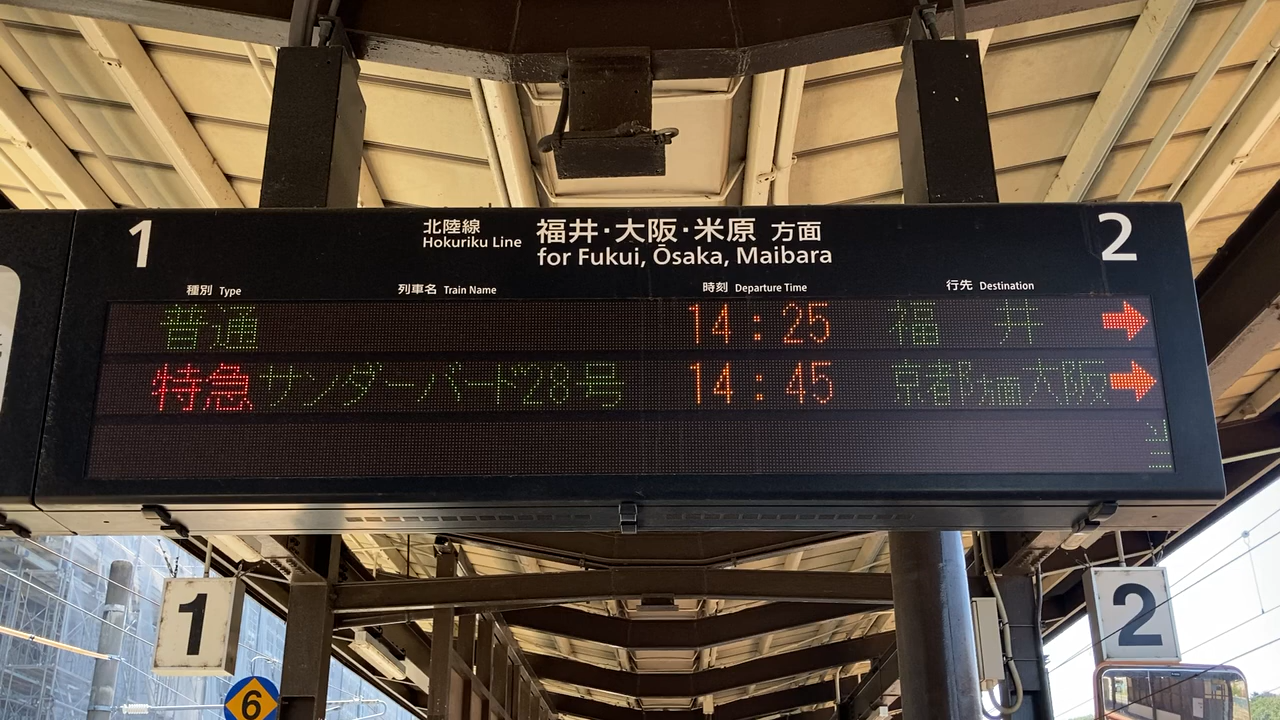 1
北陸線 福井・大阪・米原 方面
Hokuriku Line for Fukui, Ōsaka, Maibara
2
種別 Type 列車名 Train Name 時刻 Departure Time 行先 Destination
普通 14:25 福井
特急 サンダーバード28号 14:45 京都方面大阪
1
2
6